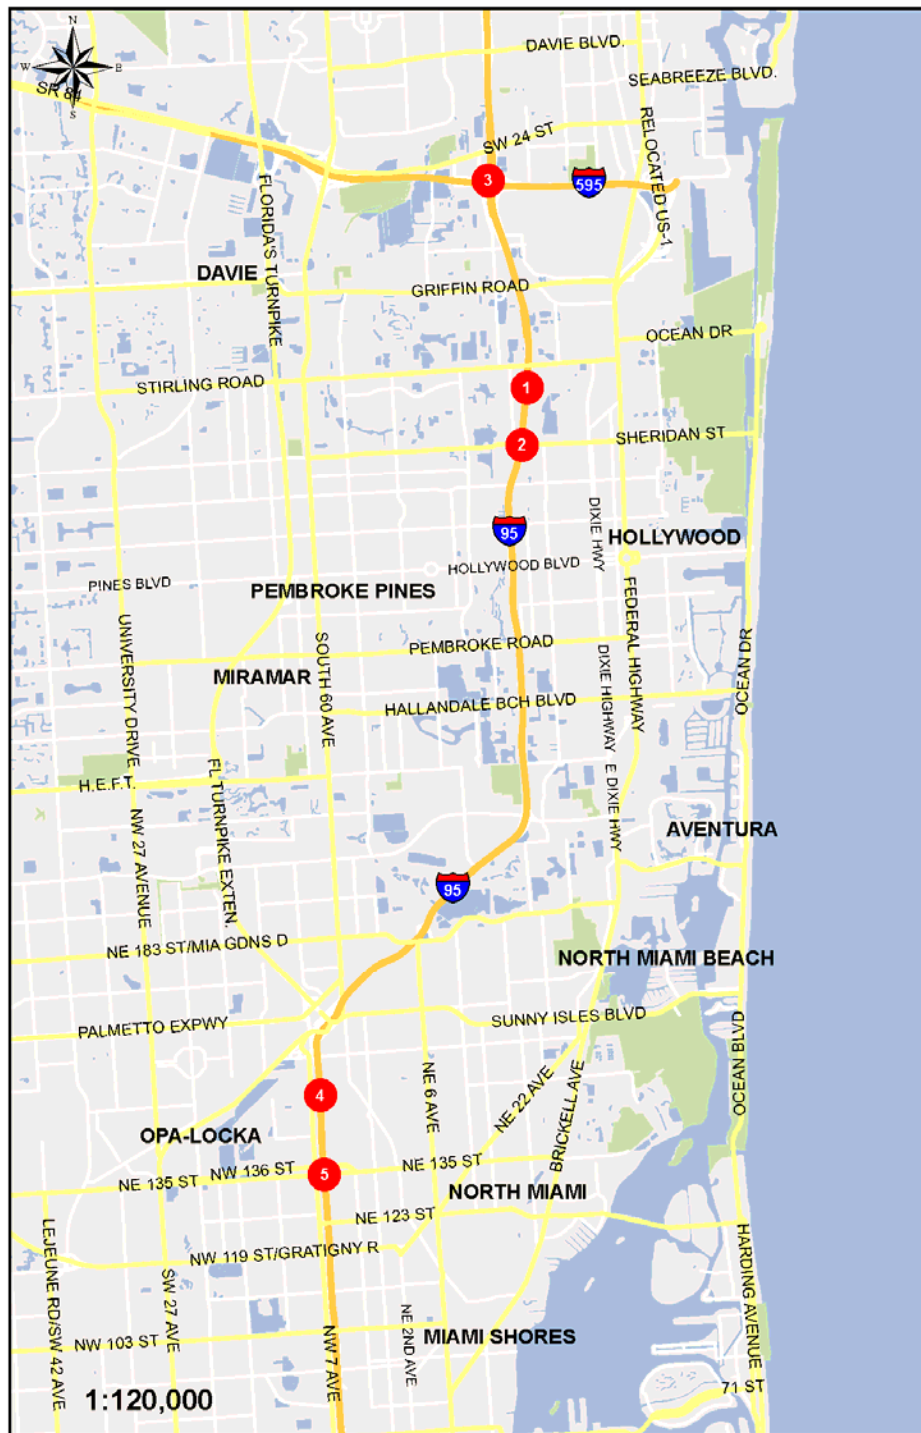 N
W
E
S
SR 84
DAVIE BLVD.
SEABREEZE BLVD.
SW 24 ST
RELOCATED US-1
3
595
FLORIDA'S TURNPIKE
DAVIE
GRIFFIN ROAD
OCEAN DR
STIRLING ROAD
1
SHERIDAN ST
2
95
DIXIE HWY
HOLLYWOOD
HOLLYWOOD BLVD
PINES BLVD
PEMBROKE PINES
FEDERAL HIGHWAY
UNIVERSITY DRIVE
SOUTH 60 AVE
PEMBROKE ROAD
OCEAN DR
MIRAMAR
DIXIE HIGHWAY
HALLANDALE BCH BLVD
H.E.F.T.
FL TURNPIKE EXTEN.
E DIXIE HWY
NW 27 AVENUE
AVENTURA
95
NE 183 ST/MIA GDNS D
NORTH MIAMI BEACH
PALMETTO EXPWY
SUNNY ISLES BLVD
OCEAN BLVD
NE 6 AVE
NE 22 AVE
BRICKELL AVE
4
OPA-LOCKA
NE 135 ST
NW 136 ST
5
NE 135 ST
NORTH MIAMI
NE 123 ST
LEJEUNE RD/SW 42 AVE
NW 119 ST/GRATIGNY R
HARDING AVENUE
SW 27 AVE
NW 103 ST
NW 7 AVE
NE 2ND AVE
MIAMI SHORES
71 ST
1:120,000